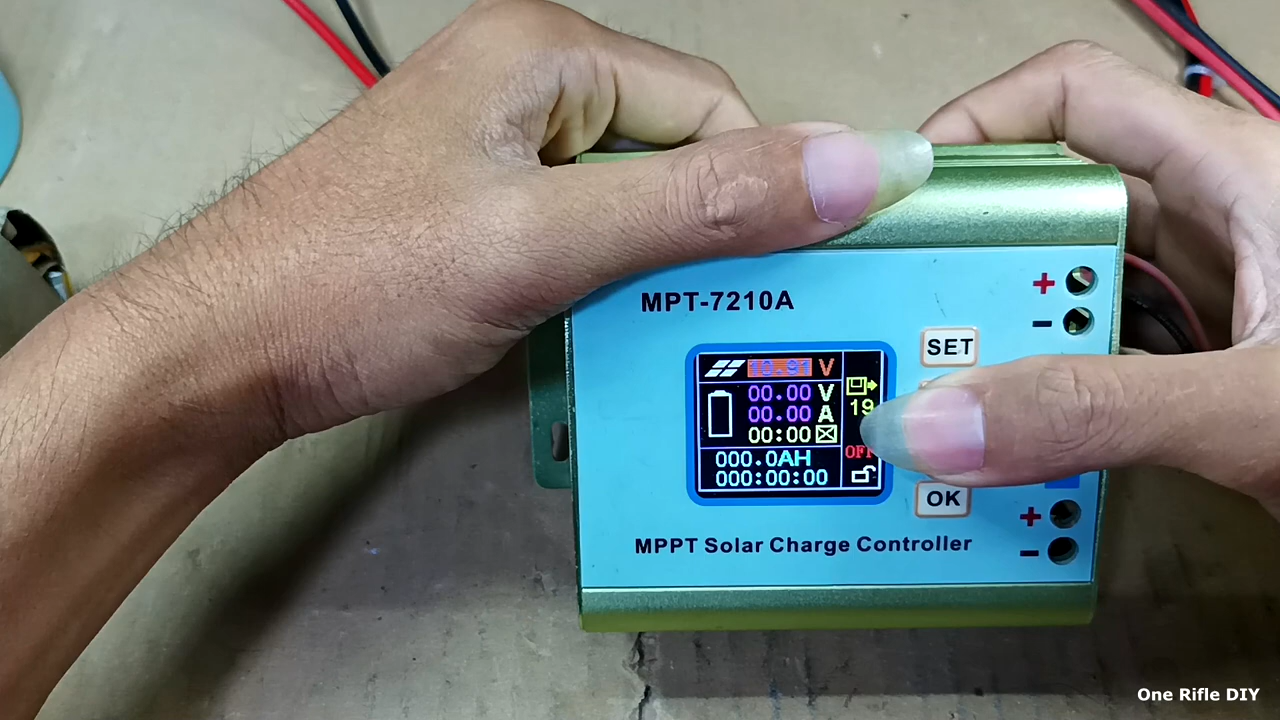 MPT-7210A
+
-
SET
V
00.00 V
00.00 A
00:00
19
OFF
000.0AH
000:00:00
OK
+
-
MPPT Solar Charge Controller
One Rifle DIY